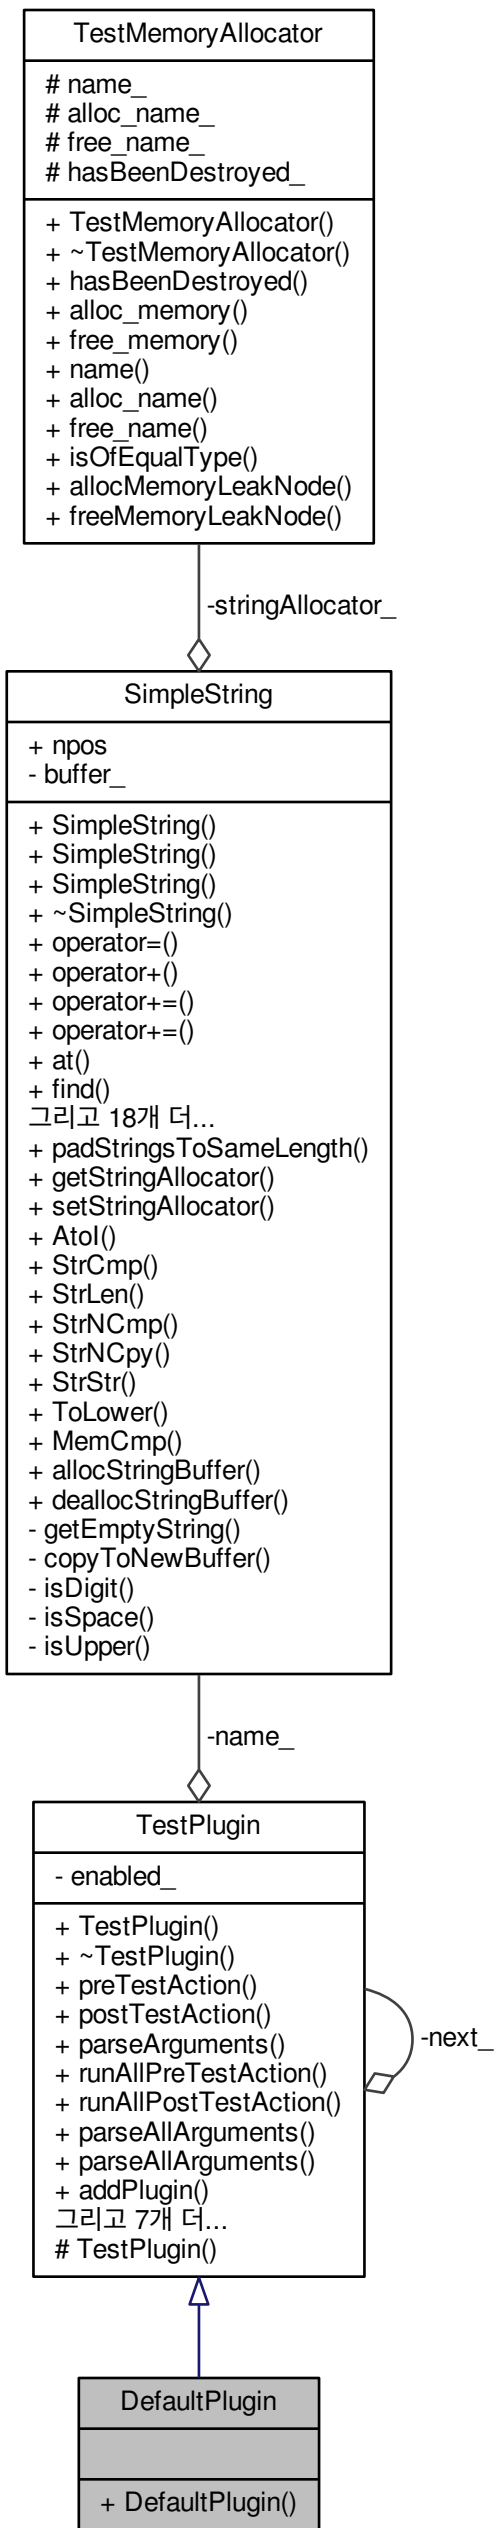 TestMemoryAllocator
# name_
# alloc_name_
# free_name_
# hasBeenDestroyed_
+ TestMemoryAllocator()
+ ~TestMemoryAllocator()
+ hasBeenDestroyed()
+ alloc_memory()
+ free_memory()
+ name()
+ alloc_name()
+ free_name()
+ isOfEqualType()
+ allocMemoryLeakNode()
+ freeMemoryLeakNode()
-stringAllocator_
SimpleString
+ npos
- buffer_
+ SimpleString()
+ SimpleString()
+ SimpleString()
+ ~SimpleString()
+ operator=()
+ operator+()
+ operator+=()
+ operator+=()
+ at()
+ find()
그리고 18개 더...
+ padStringsToSameLength()
+ getStringAllocator()
+ setStringAllocator()
+ AtoI()
+ StrCmp()
+ StrLen()
+ StrNCmp()
+ StrNCpy()
+ StrStr()
+ ToLower()
+ MemCmp()
+ allocStringBuffer()
+ deallocStringBuffer()
- getEmptyString()
- copyToNewBuffer()
- isDigit()
- isSpace()
- isUpper()
-name_
TestPlugin
- enabled_
+ TestPlugin()
+ ~TestPlugin()
+ preTestAction()
+ postTestAction()
+ parseArguments()
+ runAllPreTestAction()
+ runAllPostTestAction()
+ parseAllArguments()
+ parseAllArguments()
+ addPlugin()
그리고 7개 더...
# TestPlugin()
-next_
DefaultPlugin
+ DefaultPlugin()